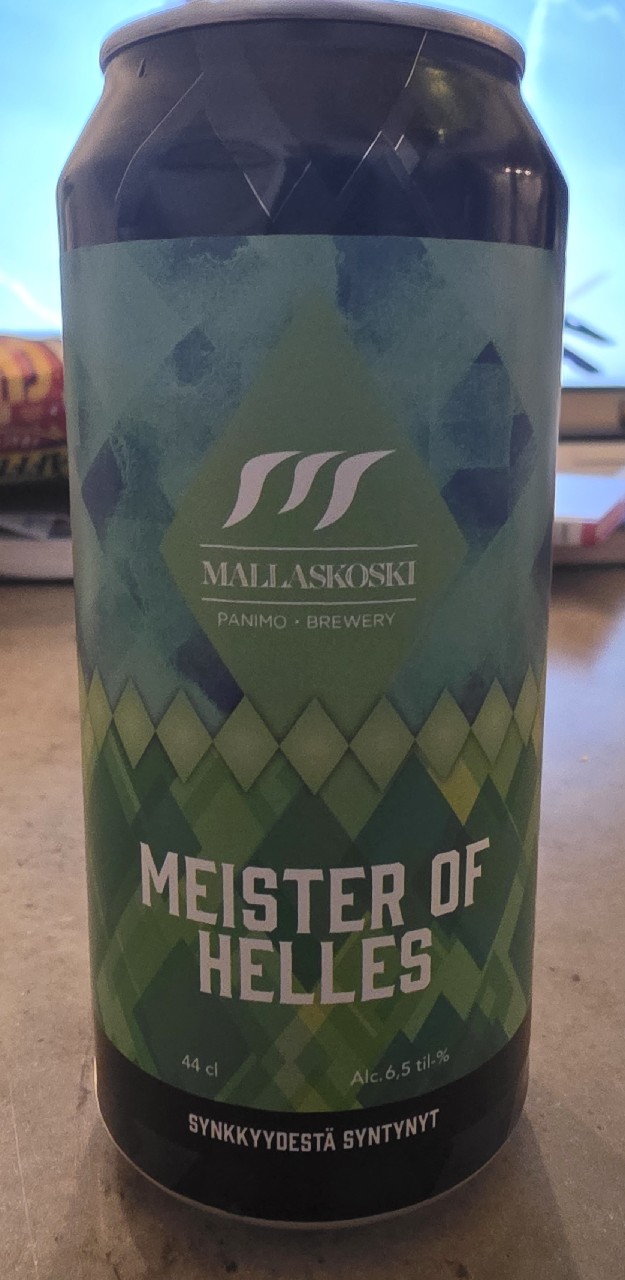 MALLASKOSKI
PANIMO • BREWERY
MEISTER OF
HELLES
44 cl
Alc. 6,5 til-%
SYNKKYYDESTÄ SYNTYNYT